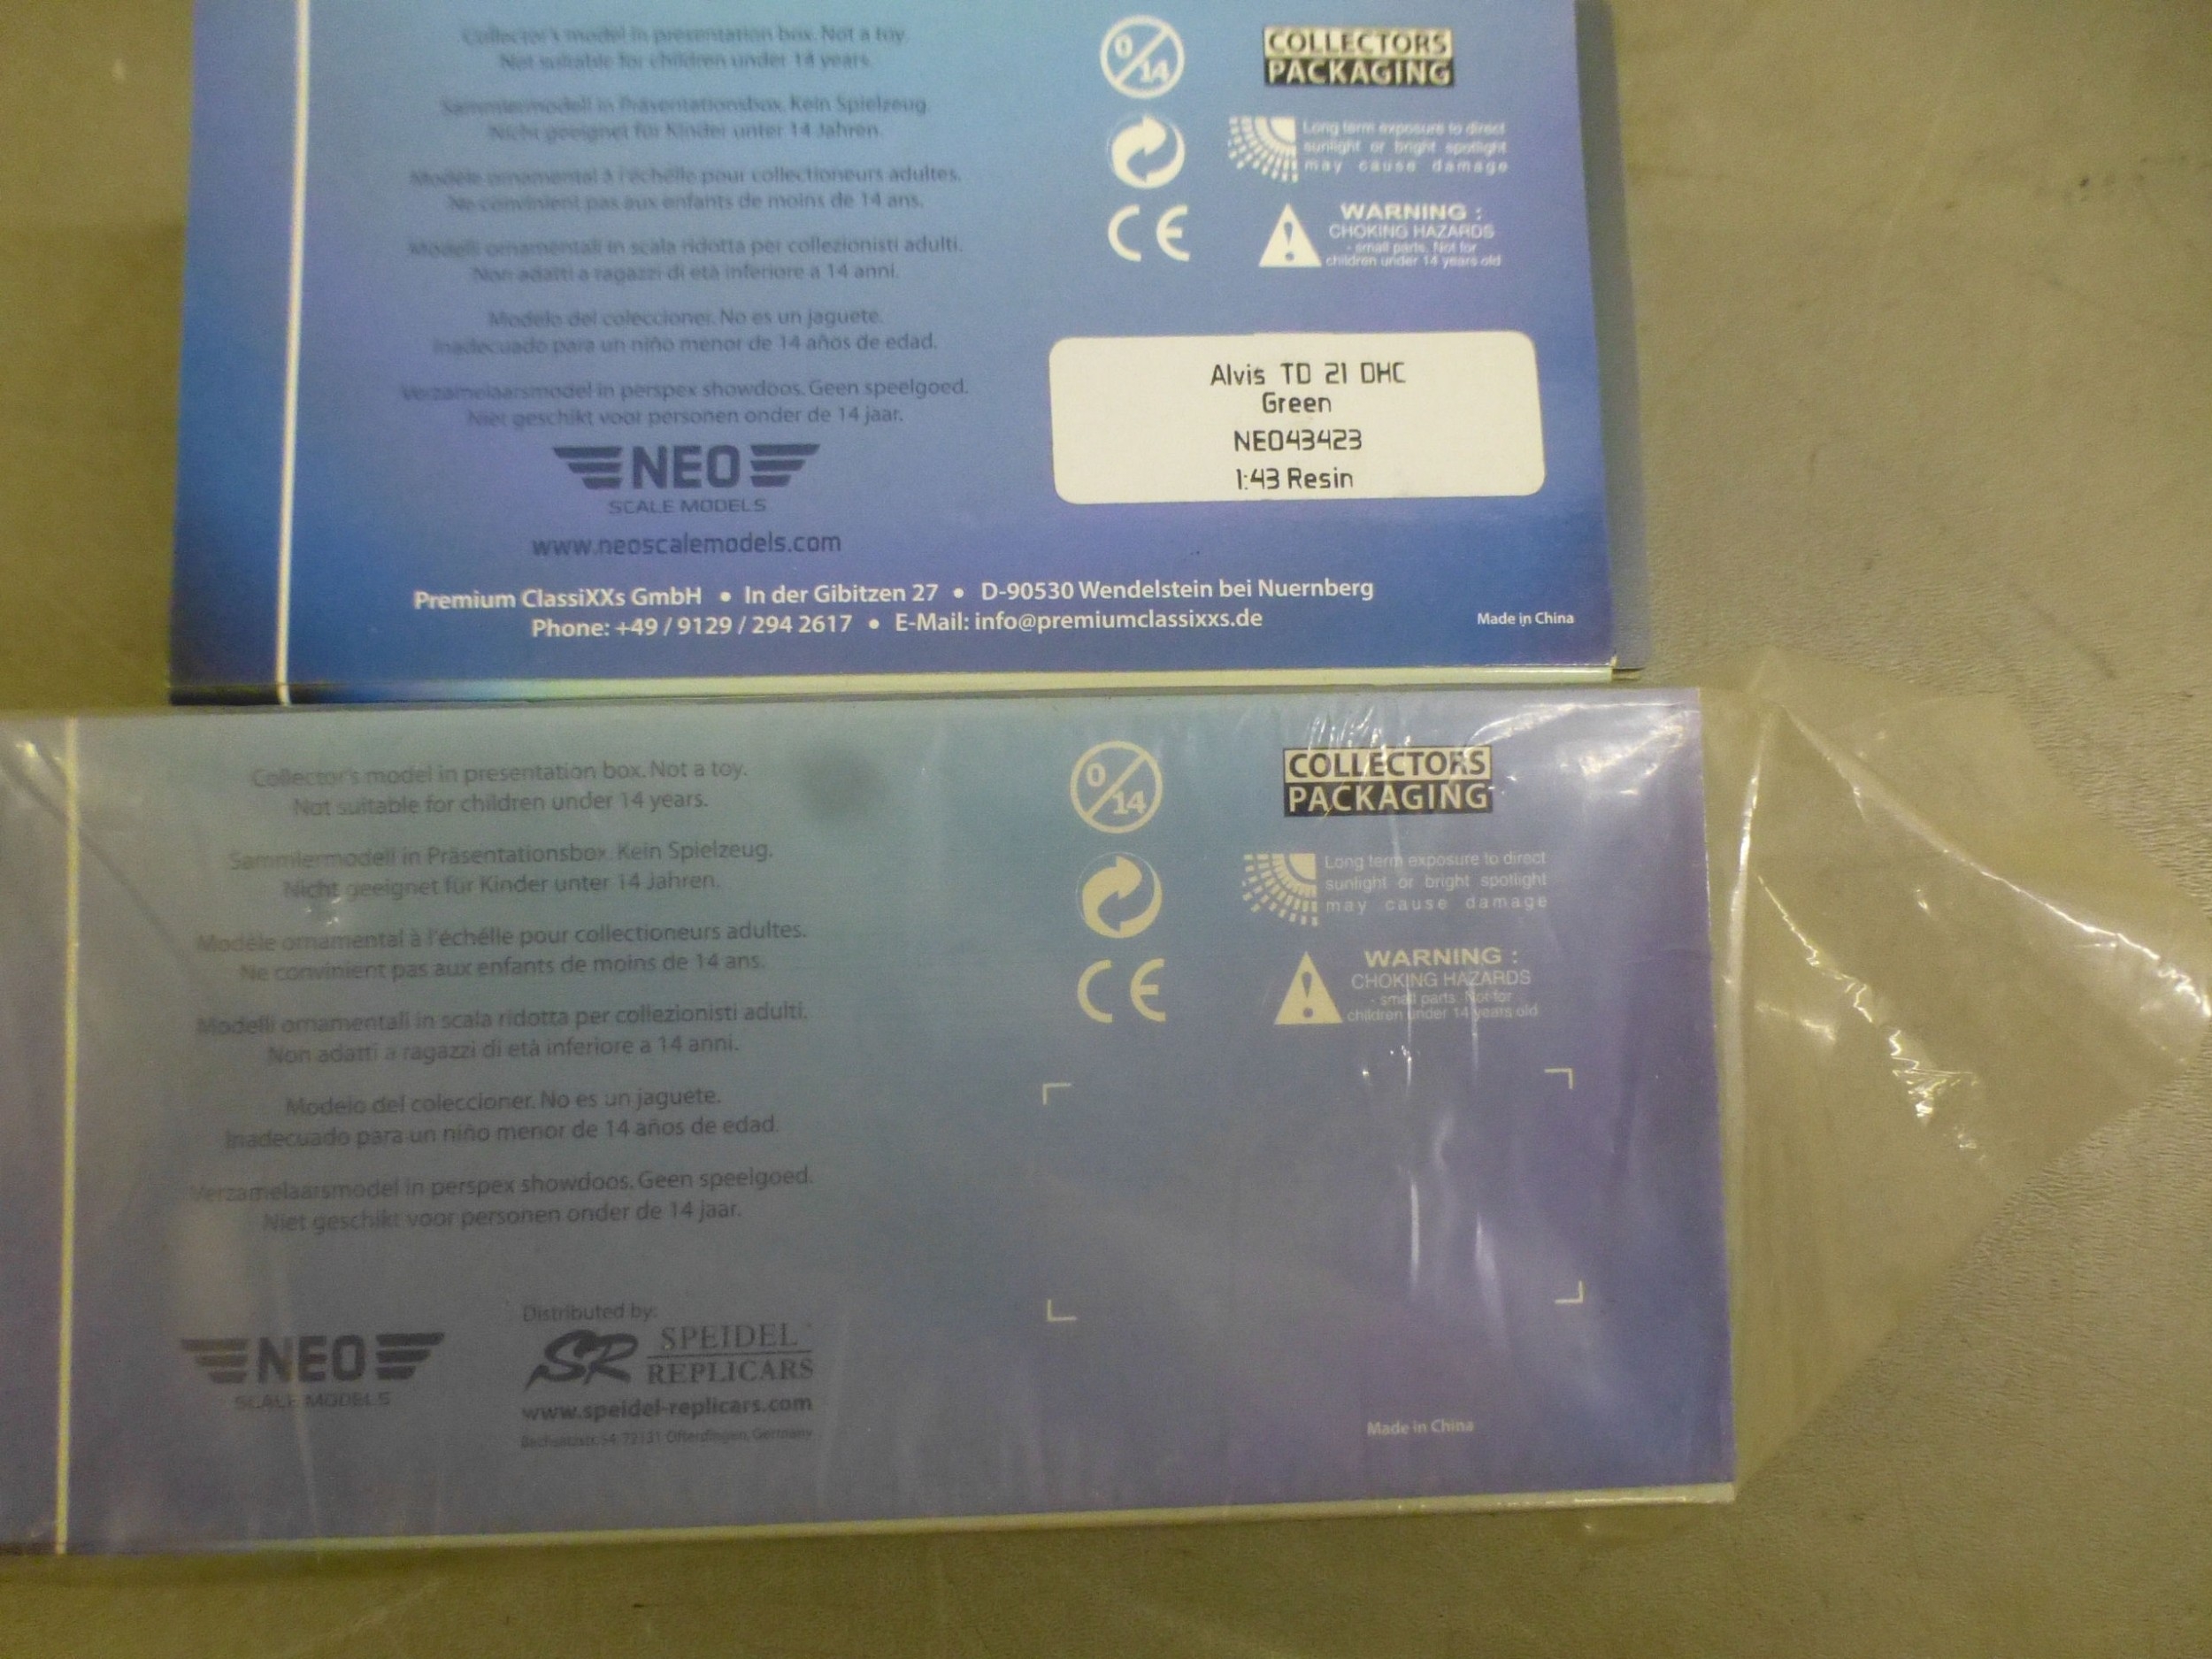 Collector's model in presentation box. Not a toy.
Not suitable for children under 14 years.
Sammlermodell in Präsentationsbox. Kein Spielzeug.
Nicht geeignet für Kinder unter 14 Jahren.
Modèle ornamental à l'échélle pour collectioneurs adultes.
Ne convinient pas aux enfants de moins de 14 ans.
Modelli ornamentali in scala ridotta per collezionisti adulti.
Non adatti a ragazzi di età inferiore a 14 anni.
Modelo del coleccioner. No es un jaguete.
Inadecuado para un niño menor de 14 años de edad.
Verzamelaarsmodel in perspex showdoos. Geen speelgoed.
Niet geschikt voor personen onder de 14 jaar.
NEO
SCALE MODELS
www.neoscalemodels.com
0/14
COLLECTORS
PACKAGING
Long term exposure to direct
sunlight or bright spotlight
may cause damage
CE
WARNING :
CHOKING HAZARDS
- small parts. Not for
children under 14 years old
Alvis TD 21 DHC
Green
NEO43423
1:43 Resin
Premium ClassiXXs GmbH • In der Gibitzen 27 • D-90530 Wendelstein bei Nuernberg
Phone: +49 / 9129 / 294 2617 • E-Mail: info@premiumclassixxs.de
Made in China
Collector's model in presentation box. Not a toy.
Not suitable for children under 14 years.
Sammlermodell in Präsentationsbox. Kein Spielzeug.
Nicht geeignet für Kinder unter 14 Jahren.
Modèle ornamental à l'échélle pour collectioneurs adultes.
Ne convinient pas aux enfants de moins de 14 ans.
Modelli ornamentali in scala ridotta per collezionisti adulti.
Non adatti a ragazzi di età inferiore a 14 anni.
Modelo del coleccioner. No es un jaguete.
Inadecuado para un niño menor de 14 años de edad.
Verzamelaarsmodel in perspex showdoos. Geen speelgoed.
Niet geschikt voor personen onder de 14 jaar.
NEO
SCALE MODELS
Distributed by:
SR SPEIDEL
REPLICARS
www.speidel-replicars.com
72131 Ofterdingen, Germany
0/14
COLLECTORS
PACKAGING
Long term exposure to direct
sunlight or bright spotlight
may cause damage
CE
WARNING :
CHOKING HAZARDS
- small parts. Not for
children under 14 years old
Made in China